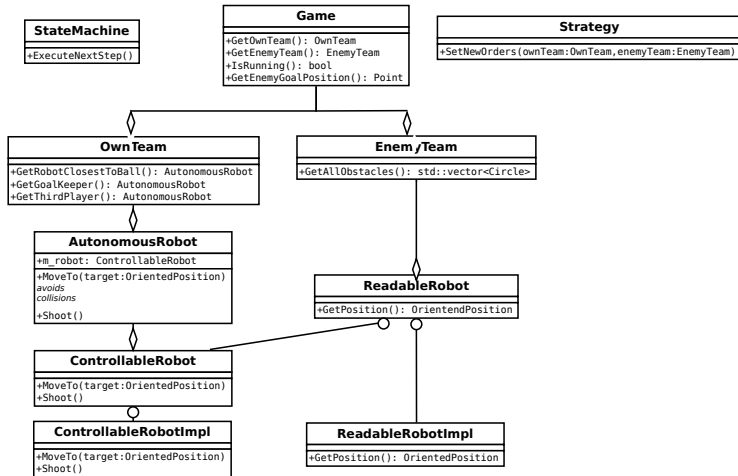 StateMachine
+ExecuteNextStep()
Game
+GetOwnTeam(): OwnTeam
+GetEnemyTeam(): EnemyTeam
+IsRunning(): bool
+GetEnemyGoalPosition(): Point
Strategy
+SetNewOrders(ownTeam:OwnTeam,enemyTeam:EnemyTeam)
OwnTeam
+GetRobotClosestToBall(): AutonomousRobot
+GetGoalKeeper(): AutonomousRobot
+GetThirdPlayer(): AutonomousRobot
EnemyTeam
+GetAllObstacles(): std::vector<Circle>
AutonomousRobot
+m_robot: ControllableRobot
+MoveTo(target:OrientedPosition)
avoids
collisions
+Shoot()
ReadableRobot
+GetPosition(): OrientendPosition
ControllableRobot
+MoveTo(target:OrientedPosition)
+Shoot()
ControllableRobotImpl
+MoveTo(target:OrientedPosition)
+Shoot()
ReadableRobotImpl
+GetPosition(): OrientedPosition